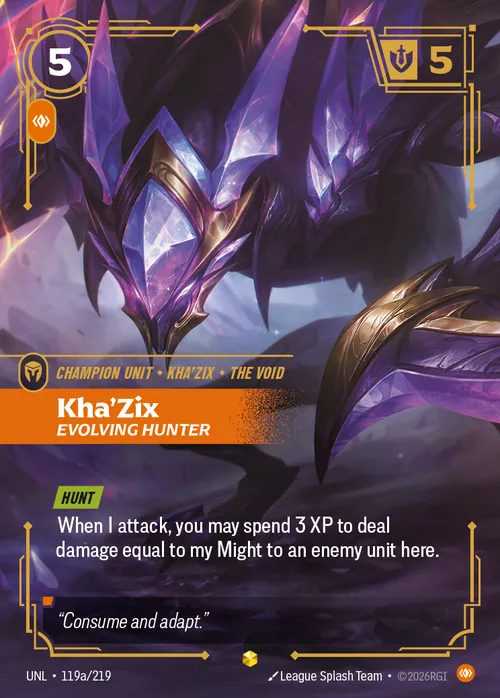 5
5
CHAMPION UNIT • KHA'ZIX • THE VOID
Kha'Zix
EVOLVING HUNTER
HUNT
When I attack, you may spend 3 XP to deal
damage equal to my Might to an enemy unit here.
“Consume and adapt.”
UNL • 119a/219 League Splash Team • ©2026RGI